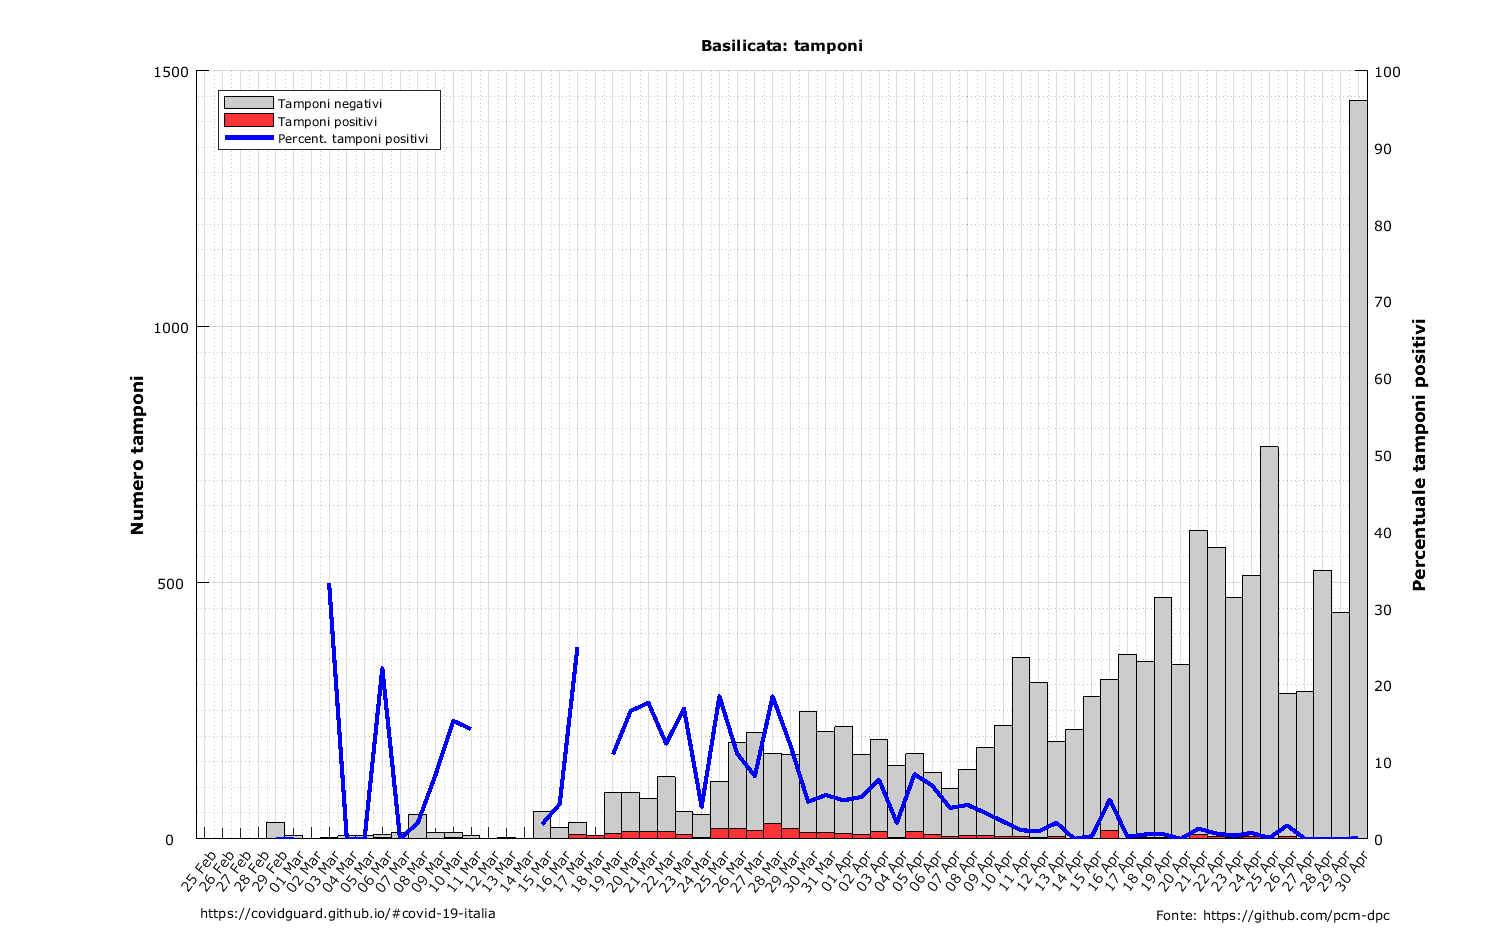 Basilicata: tamponi
Tamponi negativi
Tamponi positivi
Percent. tamponi positivi
Numero tamponi
1500
1000
500
0
Percentuale tamponi positivi
100
90
80
70
60
50
40
30
20
10
0
25 Feb
26 Feb
27 Feb
28 Feb
29 Feb
01 Mar
02 Mar
03 Mar
04 Mar
05 Mar
06 Mar
07 Mar
08 Mar
09 Mar
10 Mar
11 Mar
12 Mar
13 Mar
14 Mar
15 Mar
16 Mar
17 Mar
18 Mar
19 Mar
20 Mar
21 Mar
22 Mar
23 Mar
24 Mar
25 Mar
26 Mar
27 Mar
28 Mar
29 Mar
30 Mar
31 Mar
01 Apr
02 Apr
03 Apr
04 Apr
05 Apr
06 Apr
07 Apr
08 Apr
09 Apr
10 Apr
11 Apr
12 Apr
13 Apr
14 Apr
15 Apr
16 Apr
17 Apr
18 Apr
19 Apr
20 Apr
21 Apr
22 Apr
23 Apr
24 Apr
25 Apr
26 Apr
27 Apr
28 Apr
29 Apr
30 Apr
https://covidguard.github.io/#covid-19-italia
Fonte: https://github.com/pcm-dpc